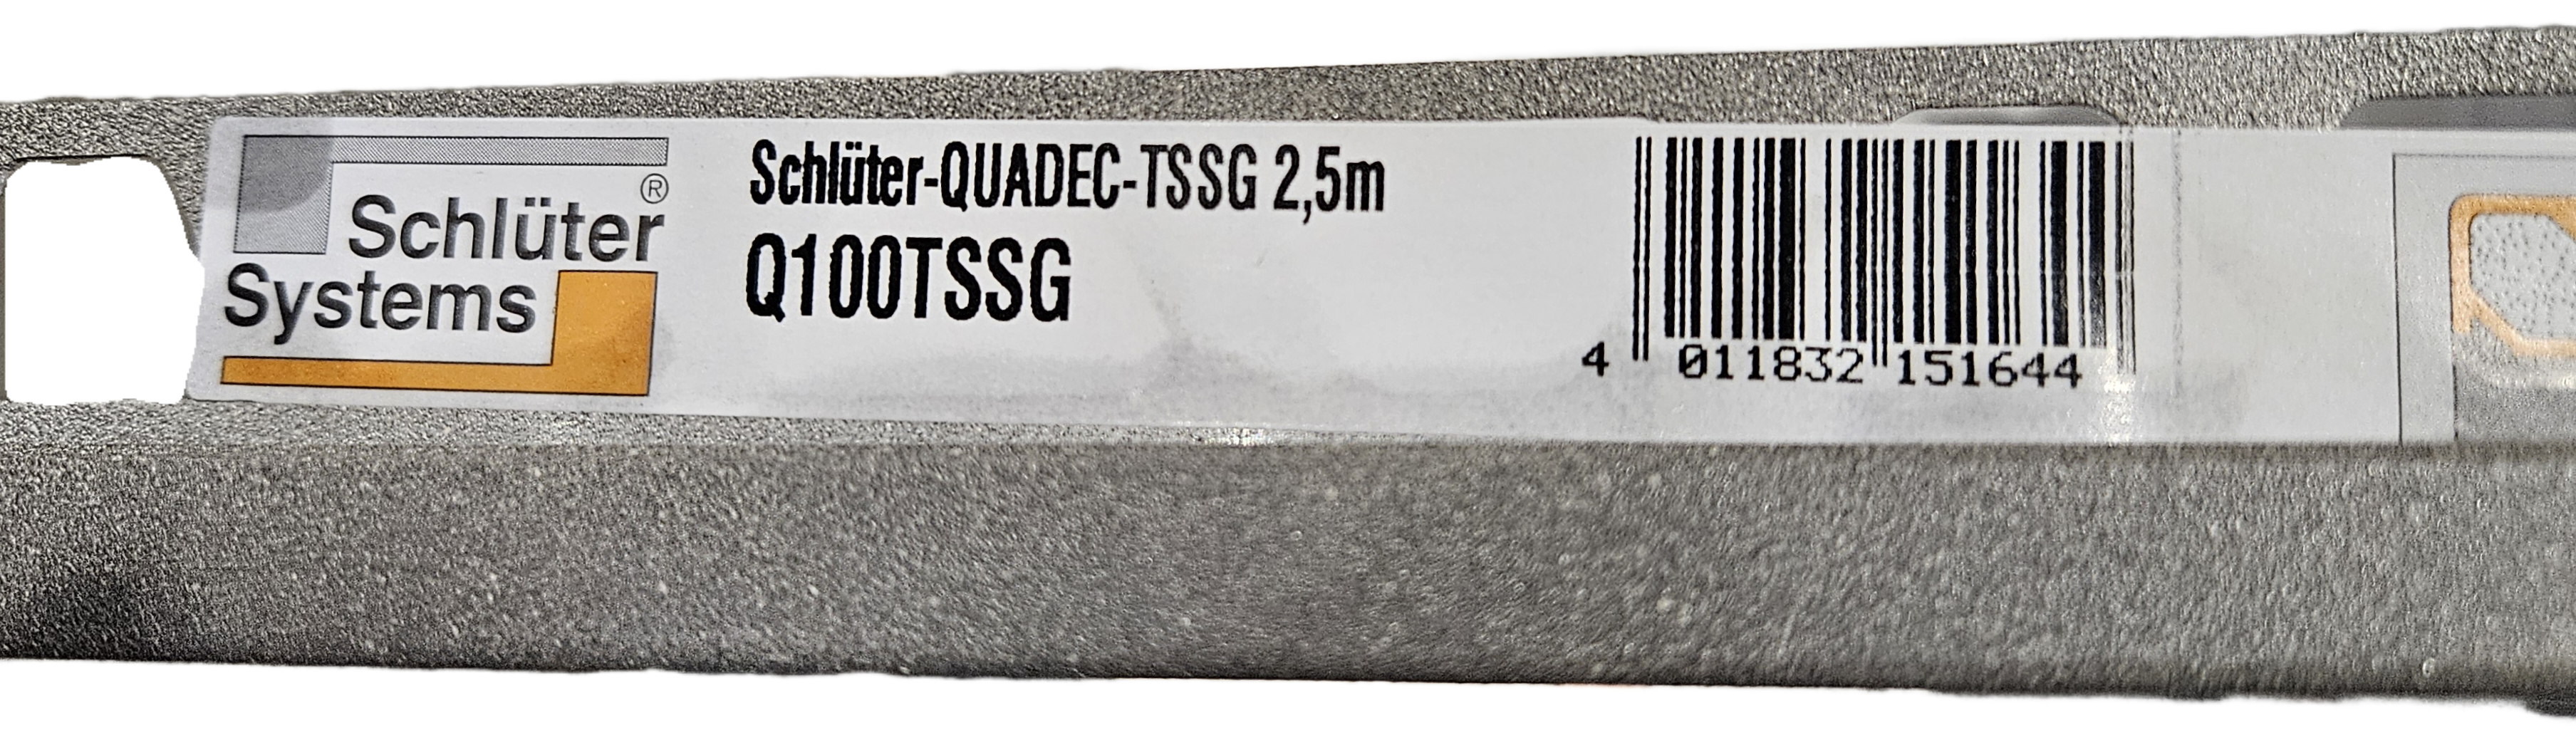 Schlüter®
Systems
Schlüter-QUADEC-TSSG 2,5m
Q100TSSG
4 011832 151644